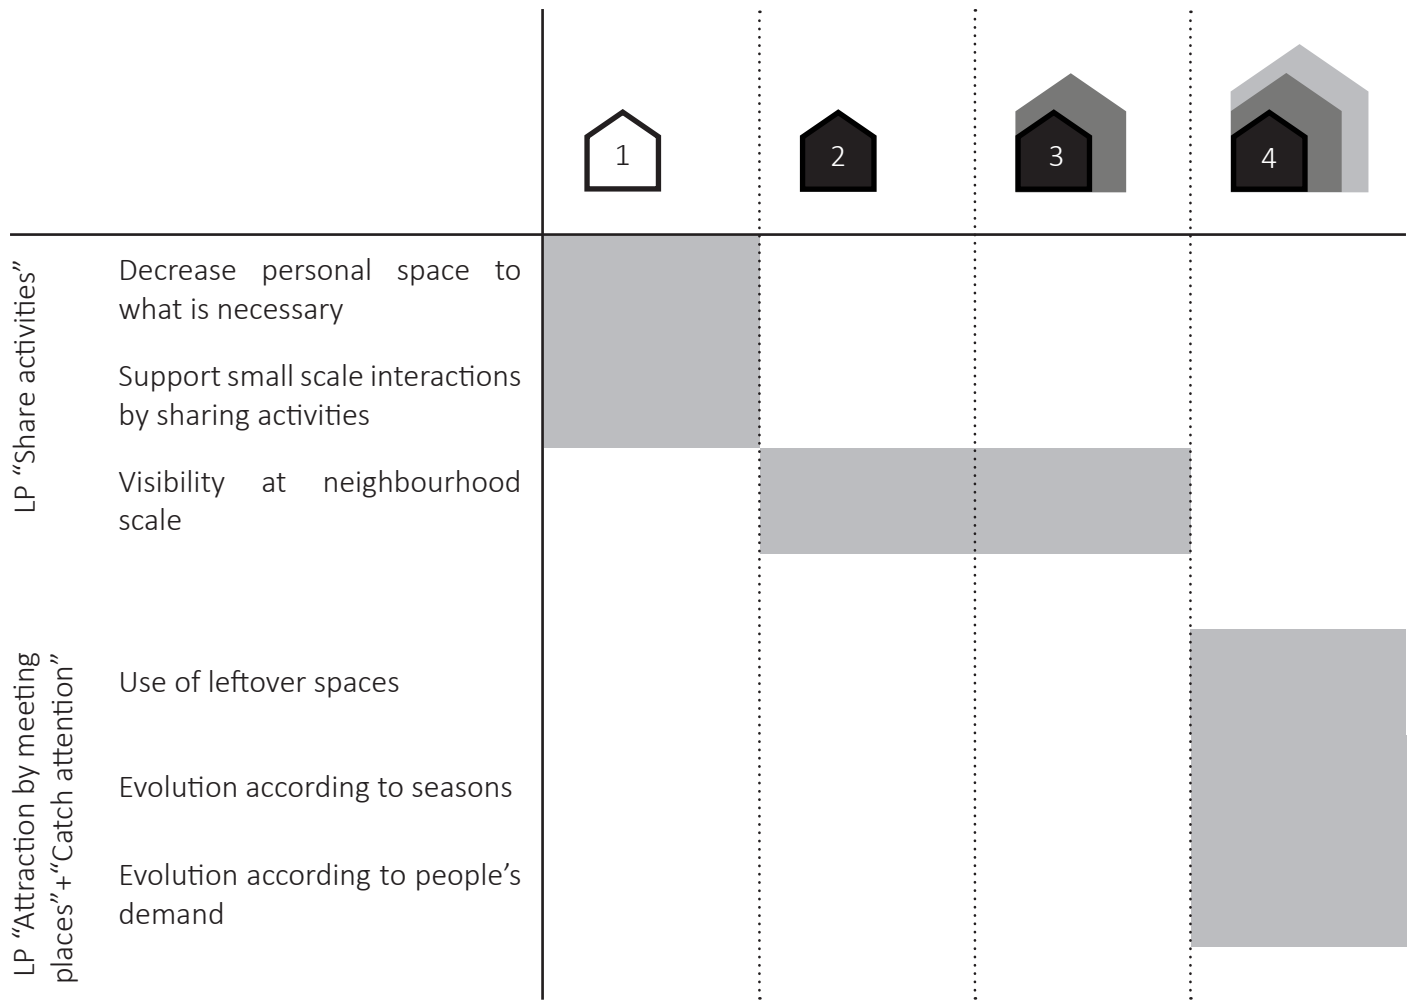 1
2
3
4
LP “Share activities”
Decrease personal space to
what is necessary
Support small scale interactions
by sharing activities
Visibility at neighbourhood
scale
LP “Attraction by meeting
places”+“Catch attention”
Use of leftover spaces
Evolution according to seasons
Evolution according to people’s
demand